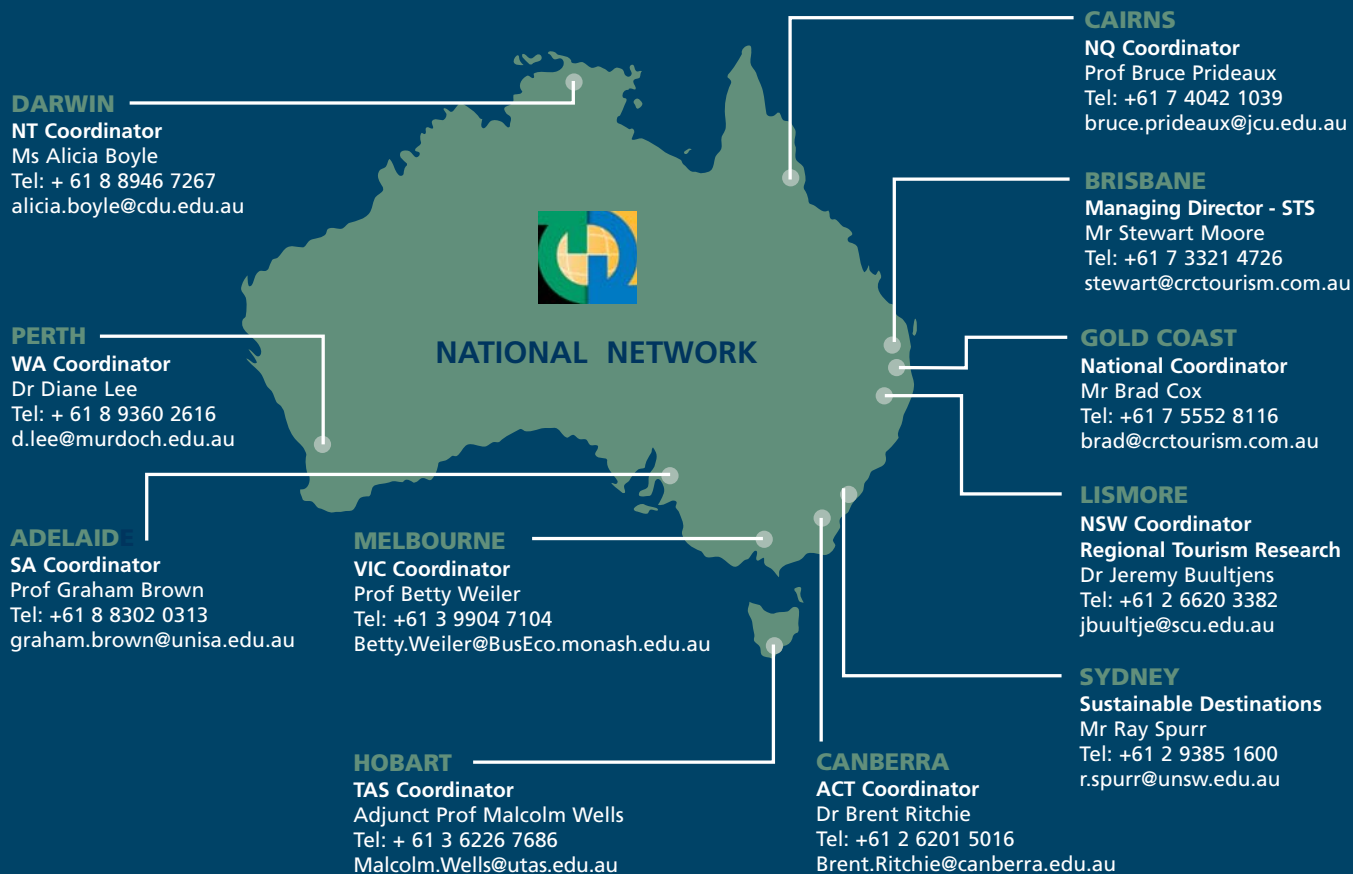 CAIRNS
NQ Coordinator
Prof Bruce Prideaux
Tel: +61 7 4042 1039
bruce.prideaux@jcu.edu.au
DARWIN
NT Coordinator
Ms Alicia Boyle
Tel: + 61 8 8946 7267
alicia.boyle@cdu.edu.au
BRISBANE
Managing Director - STS
Mr Stewart Moore
Tel: +61 7 3321 4726
stewart@crctourism.com.au
NATIONAL NETWORK
PERTH
WA Coordinator
Dr Diane Lee
Tel: + 61 8 9360 2616
d.lee@murdoch.edu.au
GOLD COAST
National Coordinator
Mr Brad Cox
Tel: +61 7 5552 8116
brad@crctourism.com.au
LISMORE
NSW Coordinator
Regional Tourism Research
Dr Jeremy Buultjens
Tel: +61 2 6620 3382
jbuultje@scu.edu.au
ADELAIDE
SA Coordinator
Prof Graham Brown
Tel: +61 8 8302 0313
graham.brown@unisa.edu.au
MELBOURNE
VIC Coordinator
Prof Betty Weiler
Tel: +61 3 9904 7104
Betty.Weiler@BusEco.monash.edu.au
SYDNEY
Sustainable Destinations
Mr Ray Spurr
Tel: +61 2 9385 1600
r.spurr@unsw.edu.au
HOBART
TAS Coordinator
Adjunct Prof Malcolm Wells
Tel: + 61 3 6226 7686
Malcolm.Wells@utas.edu.au
CANBERRA
ACT Coordinator
Dr Brent Ritchie
Tel: +61 2 6201 5016
Brent.Ritchie@canberra.edu.au